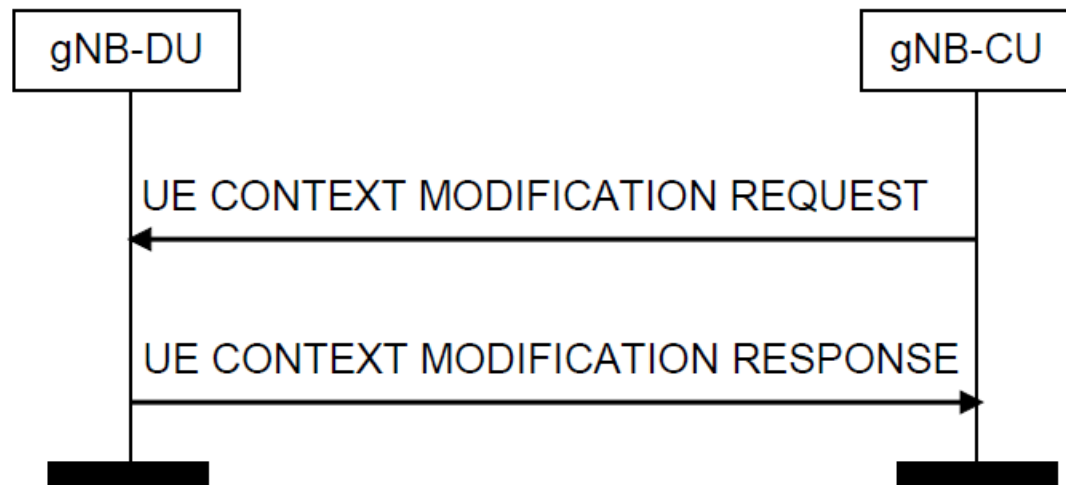 gNB-DU
gNB-CU
UE CONTEXT MODIFICATION REQUEST
UE CONTEXT MODIFICATION RESPONSE